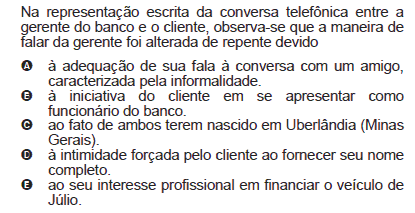 Na representação escrita da conversa telefônica entre a
gerente do banco e o cliente, observa-se que a maneira de
falar da gerente foi alterada de repente devido
A à adequação de sua fala à conversa com um amigo,
caracterizada pela informalidade.
B à iniciativa do cliente em se apresentar como
funcionário do banco.
C ao fato de ambos terem nascido em Uberlândia (Minas
Gerais).
D à intimidade forçada pelo cliente ao fornecer seu nome
completo.
E ao seu interesse profissional em financiar o veículo de
Júlio.